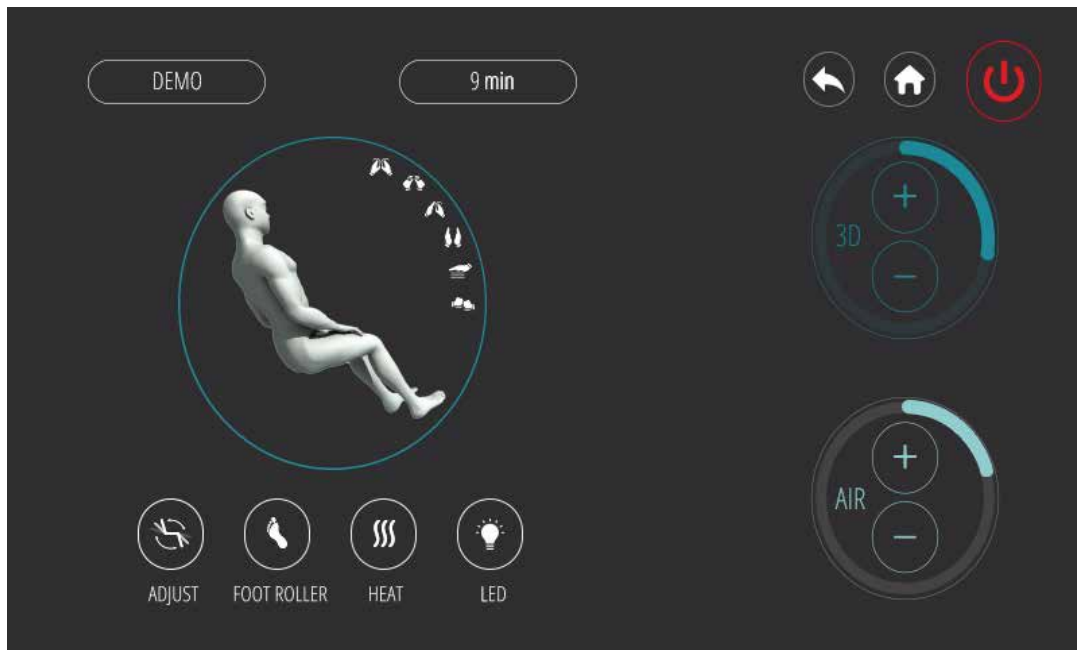 DEMO
9 min
3D
+
−
AIR
+
−
ADJUST
FOOT ROLLER
HEAT
LED